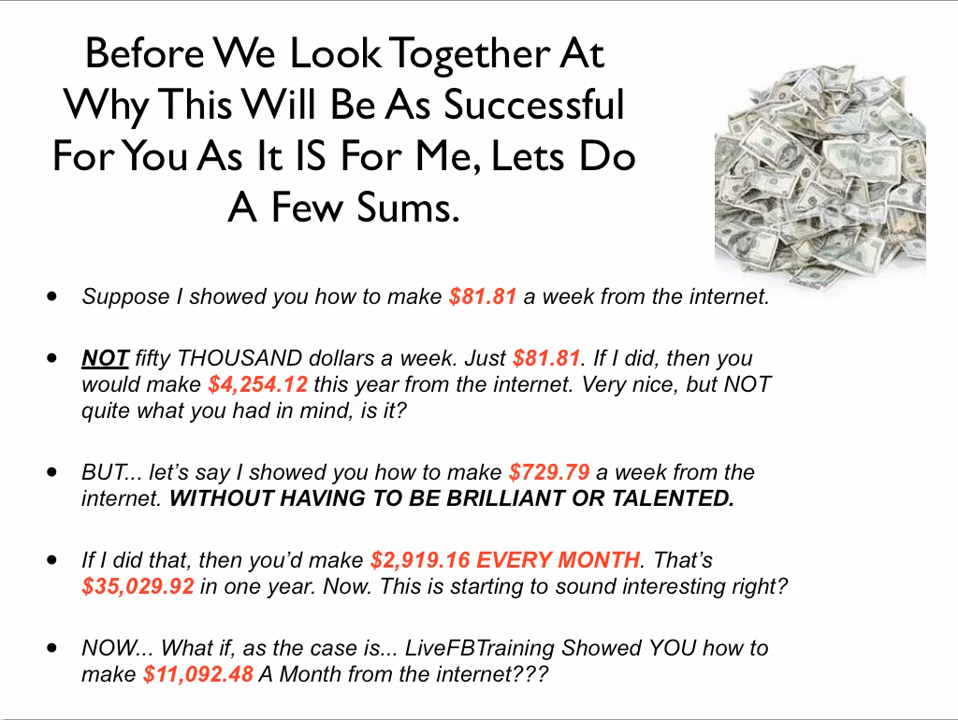 Before We Look Together At
Why This Will Be As Successful
For You As It IS For Me, Lets Do
A Few Sums.
• Suppose I showed you how to make $81.81 a week from the internet.
• NOT fifty THOUSAND dollars a week. Just $81.81. If I did, then you
would make $4,254.12 this year from the internet. Very nice, but NOT
quite what you had in mind, is it?
• BUT... let's say I showed you how to make $729.79 a week from the
internet. WITHOUT HAVING TO BE BRILLIANT OR TALENTED.
• If I did that, then you'd make $2,919.16 EVERY MONTH. That's
$35,029.92 in one year. Now. This is starting to sound interesting right?
• NOW... What if, as the case is... LiveFBTraining Showed YOU how to
make $11,092.48 A Month from the internet???